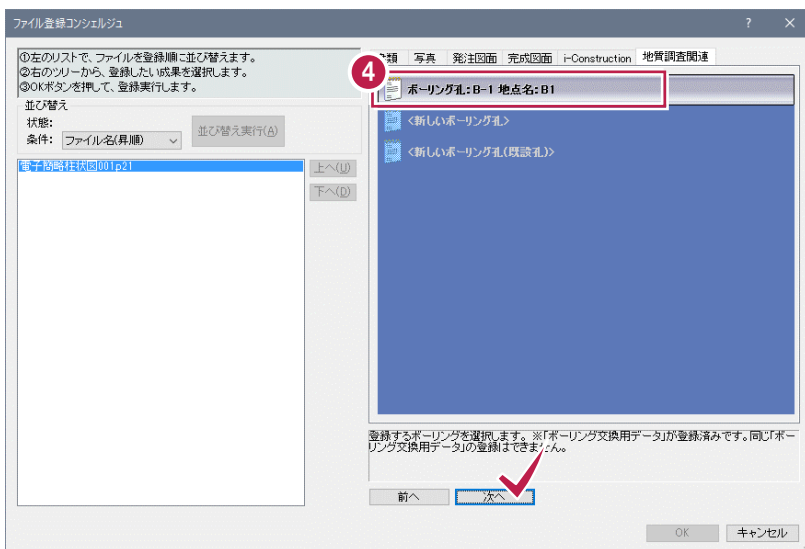 ファイル登録コンシェルジュ
①左のリストで、ファイルを登録順に並び替えます。
②右のツリーから、登録したい成果を選択します。
③OKボタンを押して、登録実行します。
並び替え
状態:
条件: ファイル名(昇順)
並び替え実行(A)
電子簡略柱状図001p21
上へ(U)
下へ(D)
類 写真 発注図面 完成図面 i-Construction 地質調査関連
4
ボーリング孔:B-1 地点名:B1
<新しいボーリング孔>
<新しいボーリング孔(既設孔)>
登録するボーリングを選択します。※「ボーリング交換用データ」が登録済みです。同じ「ボー
リング交換用データ」の登録はできません。
前へ 次へ
OK キャンセル